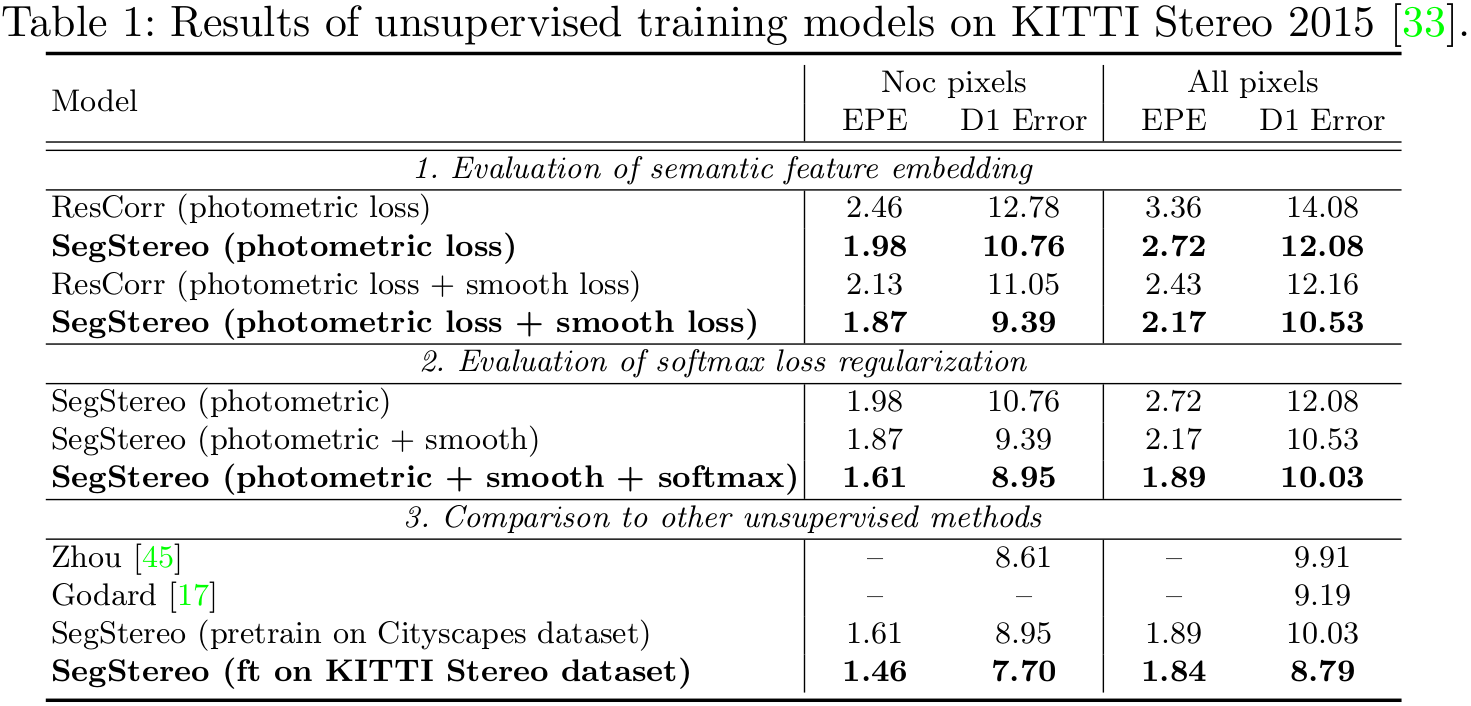 Table 1: Results of unsupervised training models on KITTI Stereo 2015 [33].
Model Noc pixels All pixels
EPE D1 Error EPE D1 Error
1. Evaluation of semantic feature embedding
ResCorr (photometric loss) 2.46 12.78 3.36 14.08
SegStereo (photometric loss) 1.98 10.76 2.72 12.08
ResCorr (photometric loss + smooth loss) 2.13 11.05 2.43 12.16
SegStereo (photometric loss + smooth loss) 1.87 9.39 2.17 10.53
2. Evaluation of softmax loss regularization
SegStereo (photometric) 1.98 10.76 2.72 12.08
SegStereo (photometric + smooth) 1.87 9.39 2.17 10.53
SegStereo (photometric + smooth + softmax) 1.61 8.95 1.89 10.03
3. Comparison to other unsupervised methods
Zhou [45] – 8.61 – 9.91
Godard [17] – – – 9.19
SegStereo (pretrain on Cityscapes dataset) 1.61 8.95 1.89 10.03
SegStereo (ft on KITTI Stereo dataset) 1.46 7.70 1.84 8.79